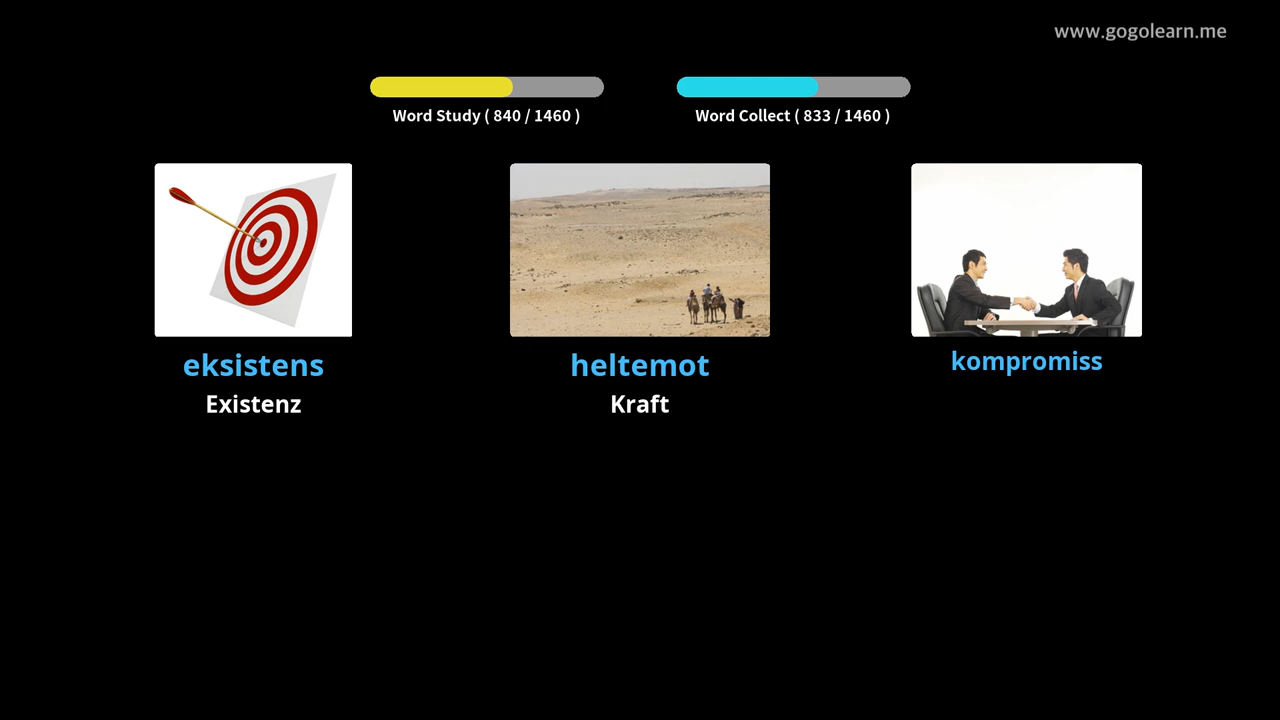 www.gogolearn.me
Word Study ( 840 / 1460 )
Word Collect ( 833 / 1460 )
eksistens
heltemot
kompromiss
Existenz
Kraft